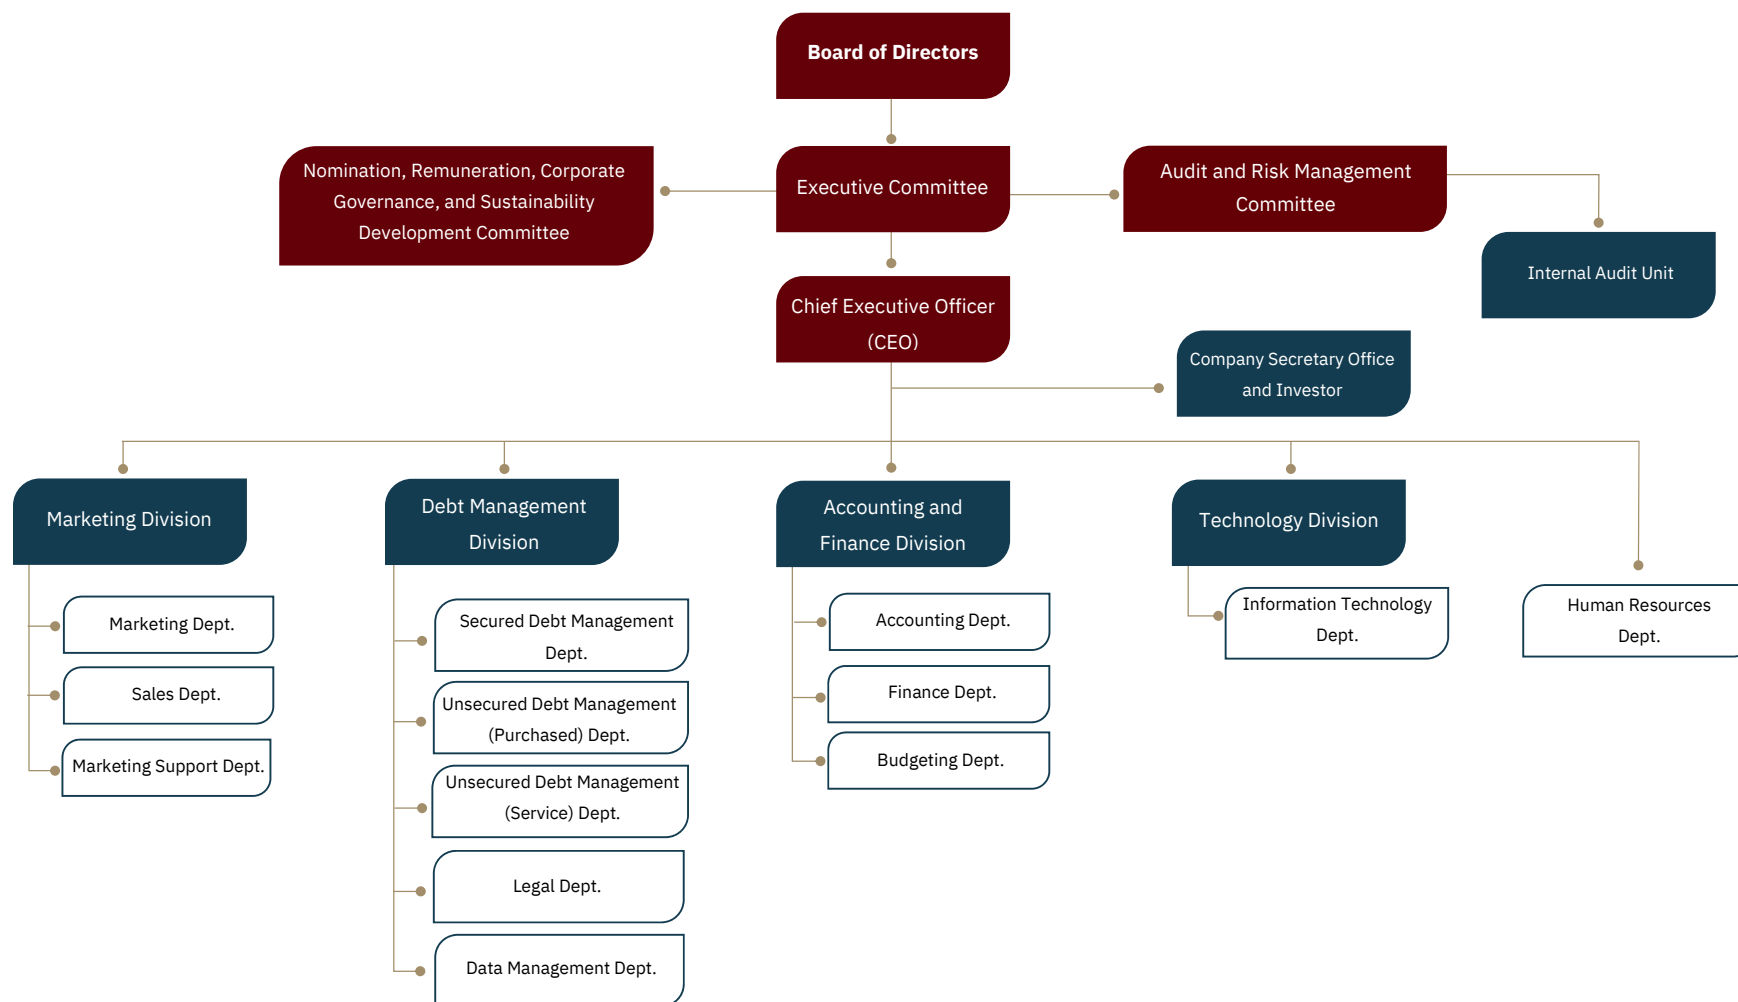 Board of Directors
Nomination, Remuneration, Corporate
Governance, and Sustainability
Development Committee
Executive Committee
Audit and Risk Management
Committee
Internal Audit Unit
Chief Executive Officer
(CEO)
Company Secretary Office
and Investor
Marketing Division
Debt Management
Division
Accounting and
Finance Division
Technology Division
Marketing Dept.
Sales Dept.
Marketing Support Dept.
Secured Debt Management
Dept.
Unsecured Debt Management
(Purchased) Dept.
Unsecured Debt Management
(Service) Dept.
Legal Dept.
Data Management Dept.
Accounting Dept.
Finance Dept.
Budgeting Dept.
Information Technology
Dept.
Human Resources
Dept.